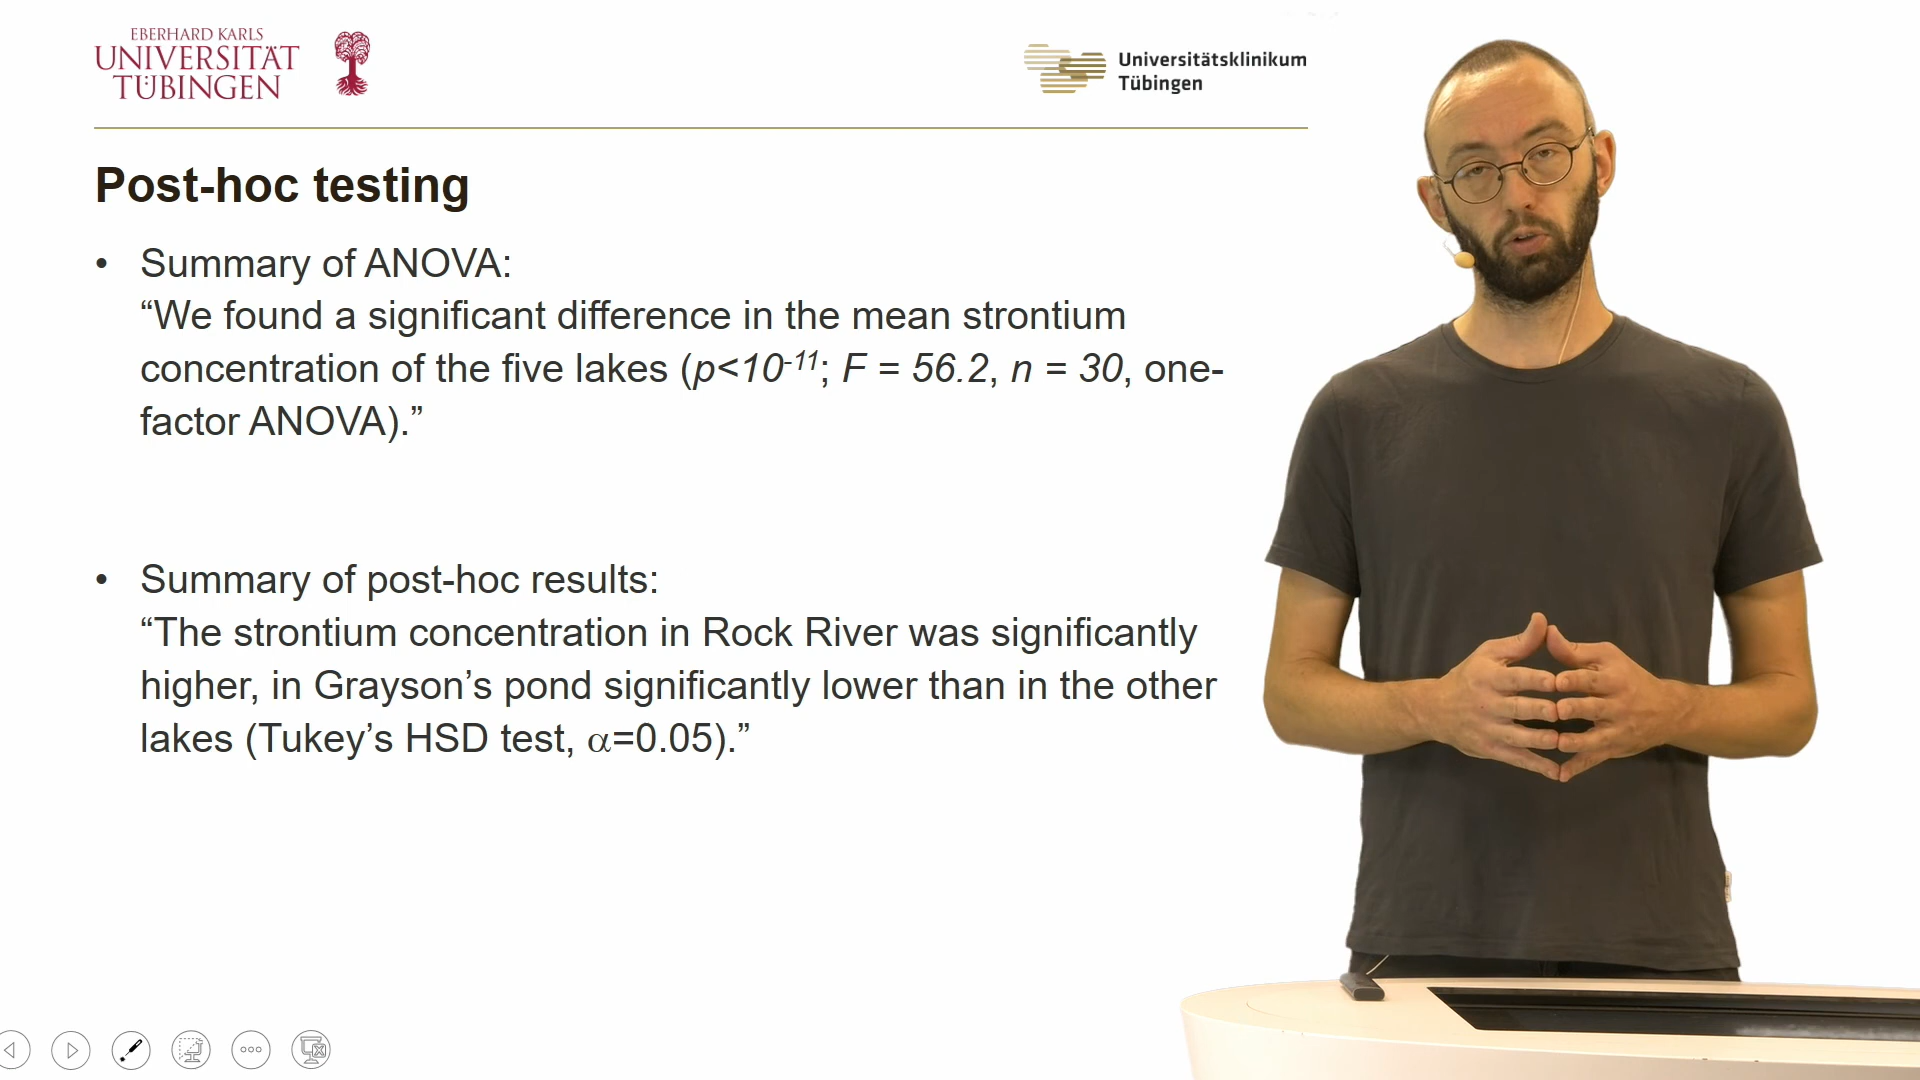 EBERHARD KARLS
UNIVERSITÄT
TÜBINGEN
Universitätsklinikum
Tübingen
Post-hoc testing
• Summary of ANOVA:
“We found a significant difference in the mean strontium
concentration of the five lakes (p<10⁻¹¹; F = 56.2, n = 30, one-
factor ANOVA).”
• Summary of post-hoc results:
“The strontium concentration in Rock River was significantly
higher, in Grayson’s pond significantly lower than in the other
lakes (Tukey’s HSD test, α=0.05).”